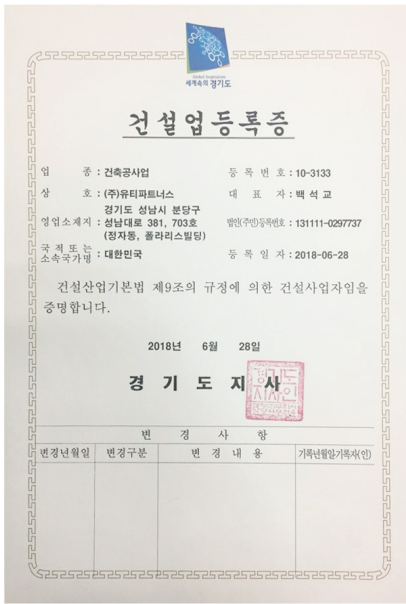 Global Inspiration
세계속의 경기도
건설업등록증
업 종 : 건축공사업 등 록 번 호 : 10-3133
상 호 : (주)유티파트너스 대 표 자 : 백 석 교
경기도 성남시 분당구
영업소재지 : 성남대로 381, 703호 법인(주민)등록번호 : 131111-0297737
(정자동, 폴라리스빌딩)
국 적 또 는
소속국가명 : 대한민국 등 록 일 자 : 2018-06-28
건설산업기본법 제9조의 규정에 의한 건설사업자임을
증명합니다.
2018년 6월 28일
경 기 도 지 사
경기도
지사인
변 경 사 항
변경년월일 변경구분 변 경 내 용 기록년월일기록자(인)